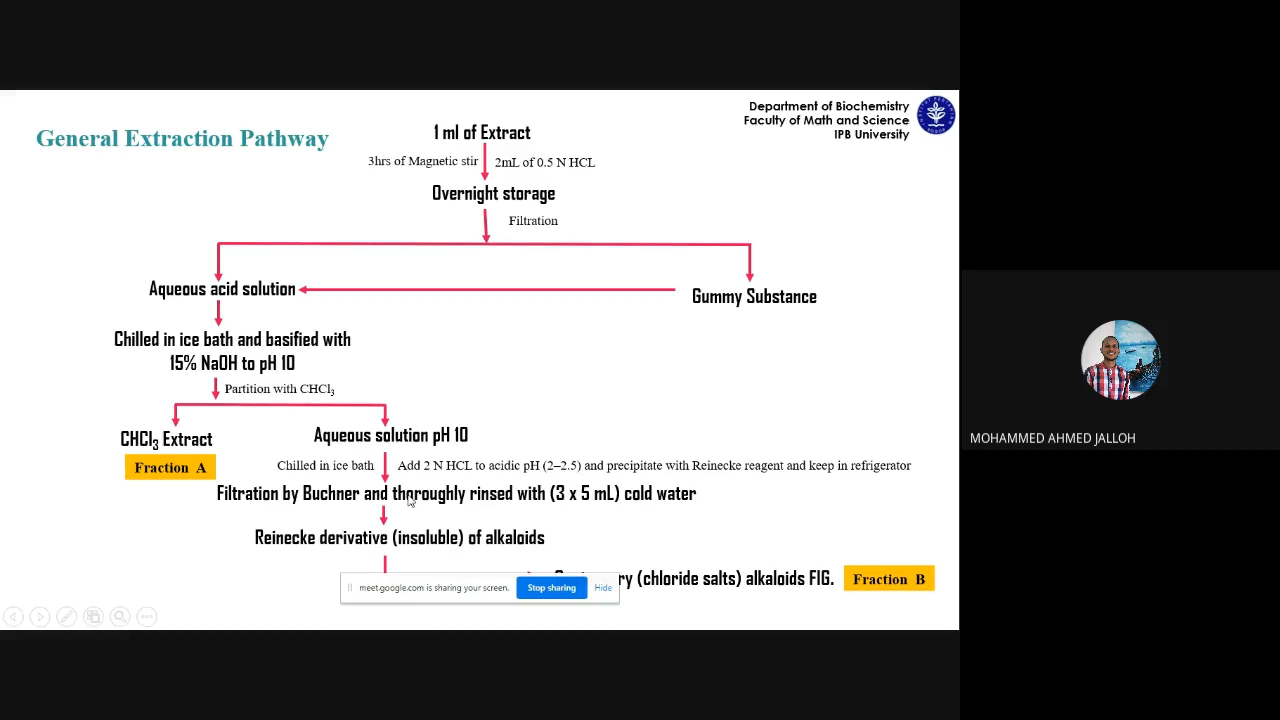 Department of Biochemistry
Faculty of Math and Science
IPB University
General Extraction Pathway
1 ml of Extract
3hrs of Magnetic stir
2mL of 0.5 N HCL
Overnight storage
Filtration
Aqueous acid solution
Gummy Substance
Chilled in ice bath and basified with
15% NaOH to pH 10
Partition with CHCl₃
CHCl₃ Extract
Aqueous solution pH 10
Fraction A
Chilled in ice bath
Add 2 N HCL to acidic pH (2–2.5) and precipitate with Reinecke reagent and keep in refrigerator
Filtration by Buchner and thoroughly rinsed with (3 x 5 mL) cold water
Reinecke derivative (insoluble) of alkaloids
(chloride salts) alkaloids FIG.
Fraction B
meet.google.com is sharing your screen.
Stop sharing
Hide
MOHAMMED AHMED JALLOH